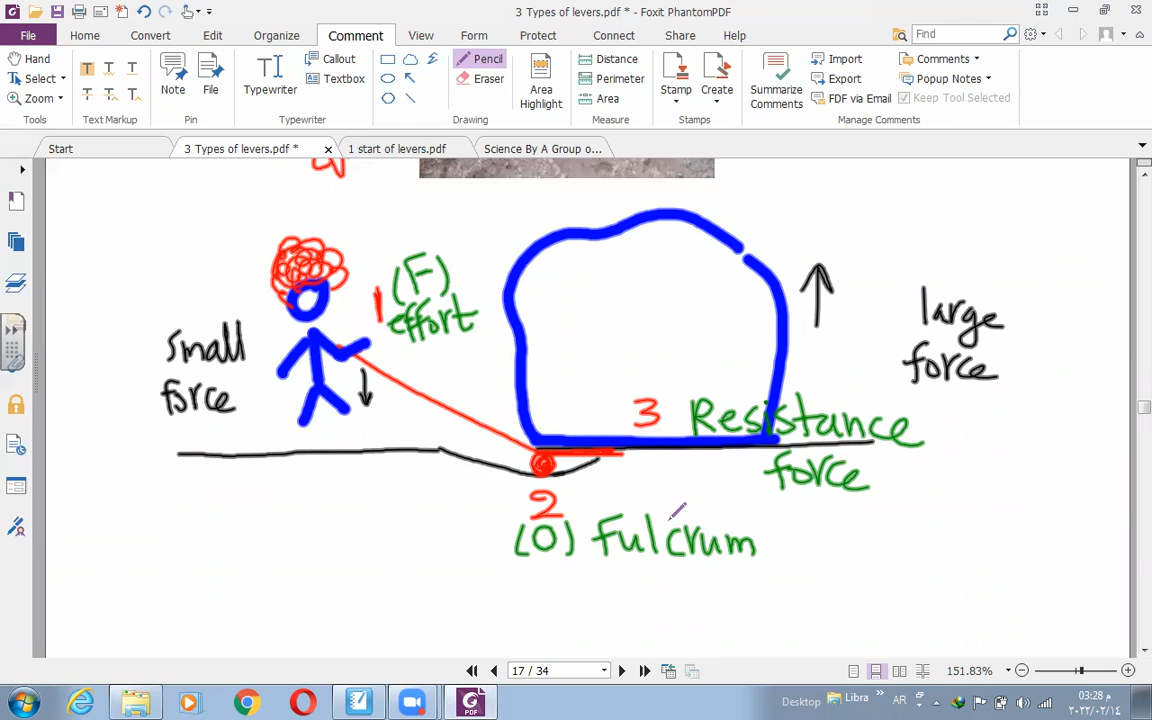 3 Types of levers.pdf * - Foxit PhantomPDF
File Home Convert Edit Organize Comment View Form Protect Connect Share Help Find
Hand
Select
Zoom
Tools
T T T
T T T
Text Markup
Note File
Pin
Typewriter
Callout
Textbox
Typewriter
Pencil
Eraser
Drawing
Area
Highlight
Distance
Perimeter
Area
Measure
Stamp Create
Stamps
Summarize
Comments
Import
Export
FDF via Email
Comments
Popup Notes
Keep Tool Selected
Manage Comments
Start 3 Types of levers.pdf * 1 start of levers.pdf Science By A Group o...
1
(F)
effort
small
force
large
force
3 Resistance
force
2
(O) Fulcrum
17 / 34
151.83%
Desktop Libra AR
03:28 م
٢٠٢٢/٠٢/١٤
PDF